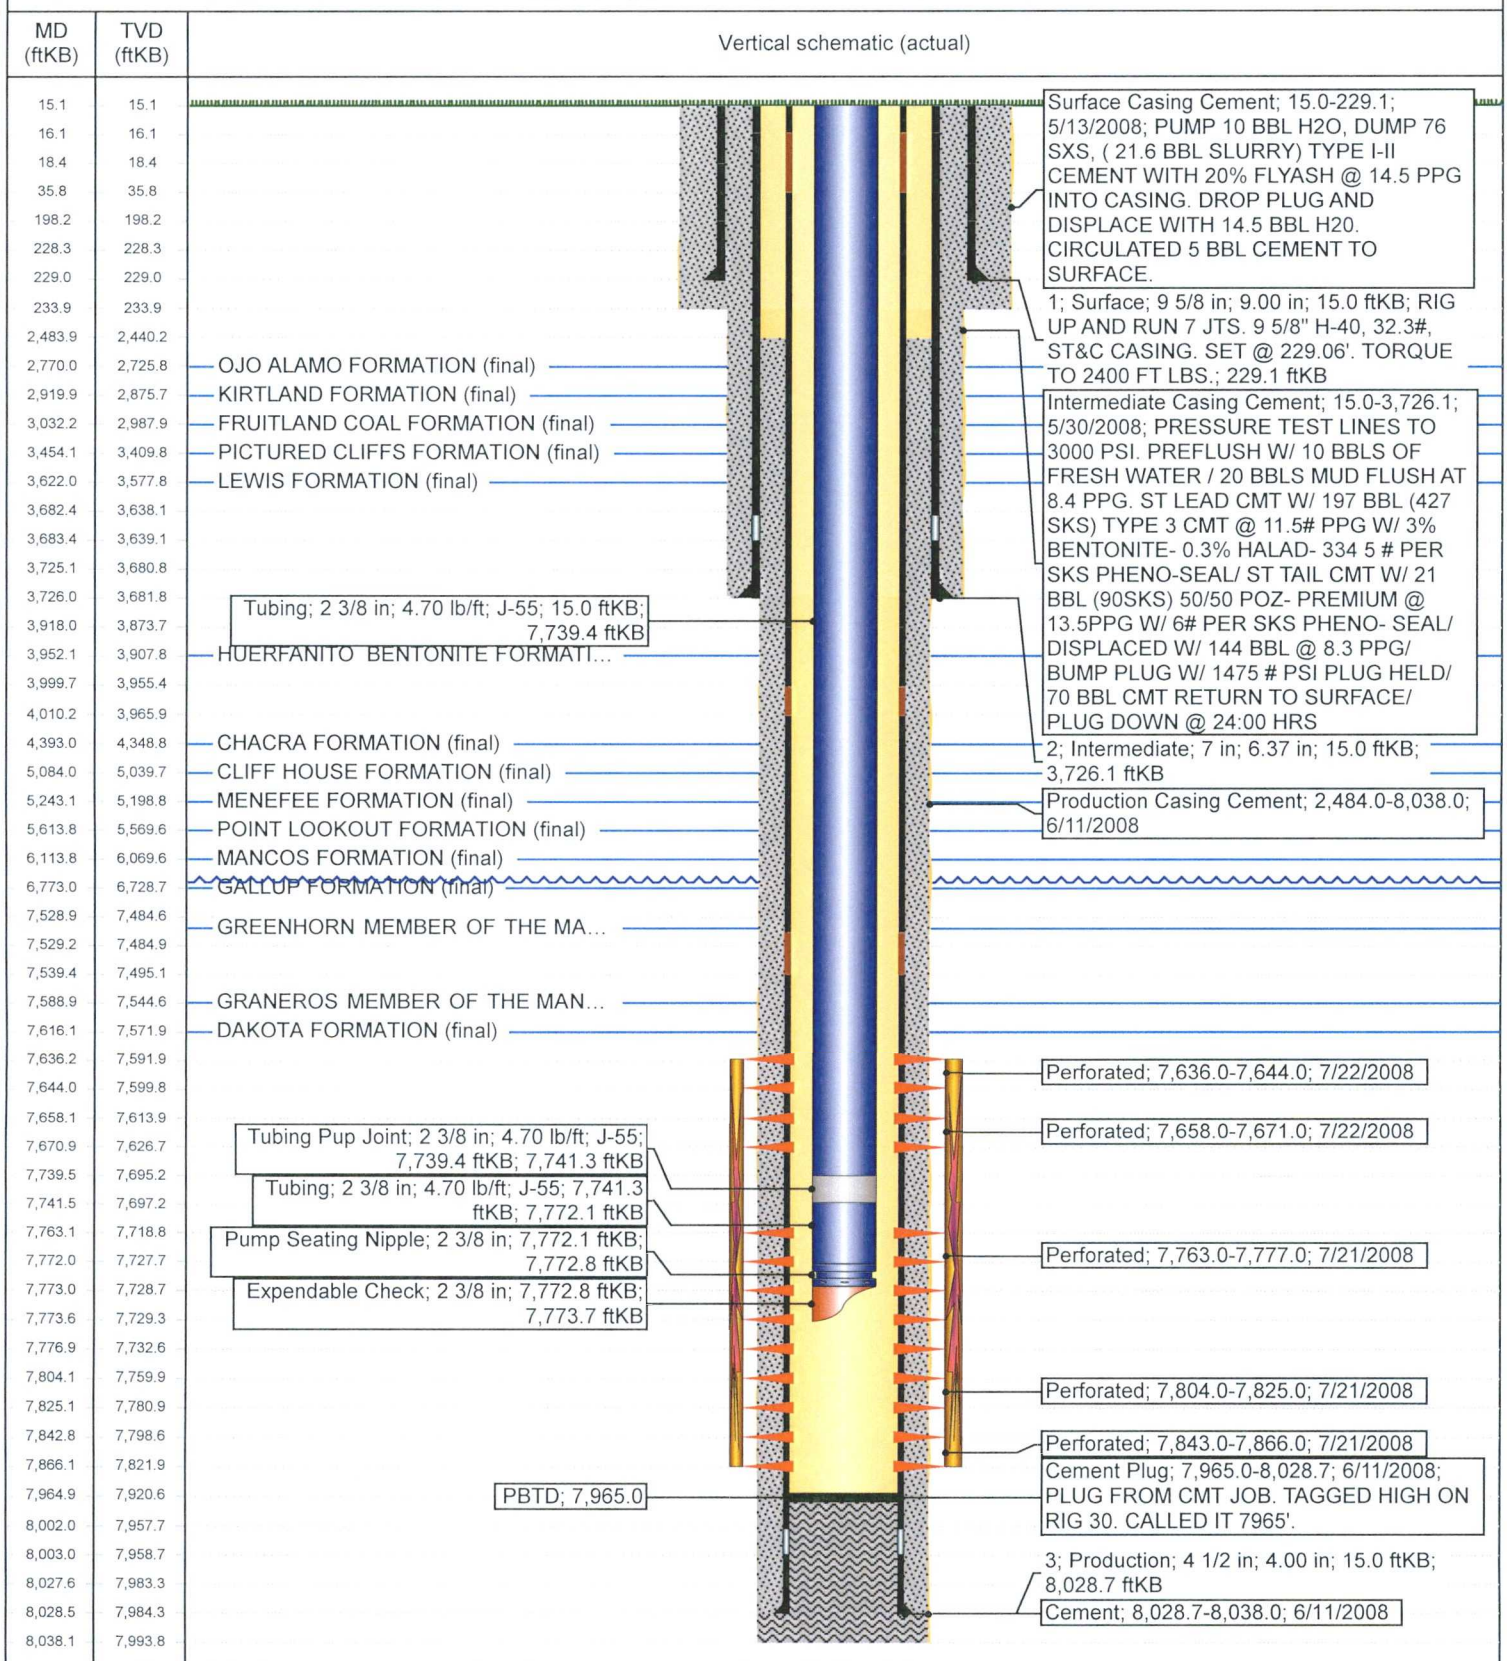 MD
(ftKB)
TVD
(ftKB)
Vertical schematic (actual)
15.1 15.1
16.1 16.1
18.4 18.4
35.8 35.8
198.2 198.2
228.3 228.3
229.0 229.0
233.9 233.9
2,483.9 2,440.2
2,770.0 2,725.8
2,919.9 2,875.7
3,032.2 2,987.9
3,454.1 3,409.8
3,622.0 3,577.8
3,682.4 3,638.1
3,683.4 3,639.1
3,725.1 3,680.8
3,726.0 3,681.8
3,918.0 3,873.7
3,952.1 3,907.8
3,999.7 3,955.4
4,010.2 3,965.9
4,393.0 4,348.8
5,084.0 5,039.7
5,243.1 5,198.8
5,613.8 5,569.6
6,113.8 6,069.6
6,773.0 6,728.7
7,528.9 7,484.6
7,529.2 7,484.9
7,539.4 7,495.1
7,588.9 7,544.6
7,616.1 7,571.9
7,636.2 7,591.9
7,644.0 7,599.8
7,658.1 7,613.9
7,670.9 7,626.7
7,739.5 7,695.2
7,741.5 7,697.2
7,763.1 7,718.8
7,772.0 7,727.7
7,773.0 7,728.7
7,773.6 7,729.3
7,776.9 7,732.6
7,804.1 7,759.9
7,825.1 7,780.9
7,842.8 7,798.6
7,866.1 7,821.9
7,964.9 7,920.6
8,002.0 7,957.7
8,003.0 7,958.7
8,027.6 7,983.3
8,028.5 7,984.3
8,038.1 7,993.8
OJO ALAMO FORMATION (final)
KIRTLAND FORMATION (final)
FRUITLAND COAL FORMATION (final)
PICTURED CLIFFS FORMATION (final)
LEWIS FORMATION (final)
Tubing; 2 3/8 in; 4.70 lb/ft; J-55; 15.0 ftKB;
7,739.4 ftKB
HUERFANITO BENTONITE FORMATI...
CHACRA FORMATION (final)
CLIFF HOUSE FORMATION (final)
MENEFEE FORMATION (final)
POINT LOOKOUT FORMATION (final)
MANCOS FORMATION (final)
GALLUP FORMATION (final)
GREENHORN MEMBER OF THE MA...
GRANEROS MEMBER OF THE MAN...
DAKOTA FORMATION (final)
Tubing Pup Joint; 2 3/8 in; 4.70 lb/ft; J-55;
7,739.4 ftKB; 7,741.3 ftKB
Tubing; 2 3/8 in; 4.70 lb/ft; J-55; 7,741.3
ftKB; 7,772.1 ftKB
Pump Seating Nipple; 2 3/8 in; 7,772.1 ftKB;
7,772.8 ftKB
Expendable Check; 2 3/8 in; 7,772.8 ftKB;
7,773.7 ftKB
PBTD; 7,965.0
Surface Casing Cement; 15.0-229.1;
5/13/2008; PUMP 10 BBL H2O, DUMP 76
SXS, ( 21.6 BBL SLURRY) TYPE I-II
CEMENT WITH 20% FLYASH @ 14.5 PPG
INTO CASING. DROP PLUG AND
DISPLACE WITH 14.5 BBL H20.
CIRCULATED 5 BBL CEMENT TO
SURFACE.
1; Surface; 9 5/8 in; 9.00 in; 15.0 ftKB; RIG
UP AND RUN 7 JTS. 9 5/8" H-40, 32.3#,
ST&C CASING. SET @ 229.06'. TORQUE
TO 2400 FT LBS.; 229.1 ftKB
Intermediate Casing Cement; 15.0-3,726.1;
5/30/2008; PRESSURE TEST LINES TO
3000 PSI. PREFLUSH W/ 10 BBLS OF
FRESH WATER / 20 BBLS MUD FLUSH AT
8.4 PPG. ST LEAD CMT W/ 197 BBL (427
SKS) TYPE 3 CMT @ 11.5# PPG W/ 3%
BENTONITE- 0.3% HALAD- 334 5 # PER
SKS PHENO-SEAL/ ST TAIL CMT W/ 21
BBL (90SKS) 50/50 POZ- PREMIUM @
13.5PPG W/ 6# PER SKS PHENO- SEAL/
DISPLACED W/ 144 BBL @ 8.3 PPG/
BUMP PLUG W/ 1475 # PSI PLUG HELD/
70 BBL CMT RETURN TO SURFACE/
PLUG DOWN @ 24:00 HRS
2; Intermediate; 7 in; 6.37 in; 15.0 ftKB;
3,726.1 ftKB
Production Casing Cement; 2,484.0-8,038.0;
6/11/2008
Perforated; 7,636.0-7,644.0; 7/22/2008
Perforated; 7,658.0-7,671.0; 7/22/2008
Perforated; 7,763.0-7,777.0; 7/21/2008
Perforated; 7,804.0-7,825.0; 7/21/2008
Perforated; 7,843.0-7,866.0; 7/21/2008
Cement Plug; 7,965.0-8,028.7; 6/11/2008;
PLUG FROM CMT JOB. TAGGED HIGH ON
RIG 30. CALLED IT 7965'.
3; Production; 4 1/2 in; 4.00 in; 15.0 ftKB;
8,028.7 ftKB
Cement; 8,028.7-8,038.0; 6/11/2008